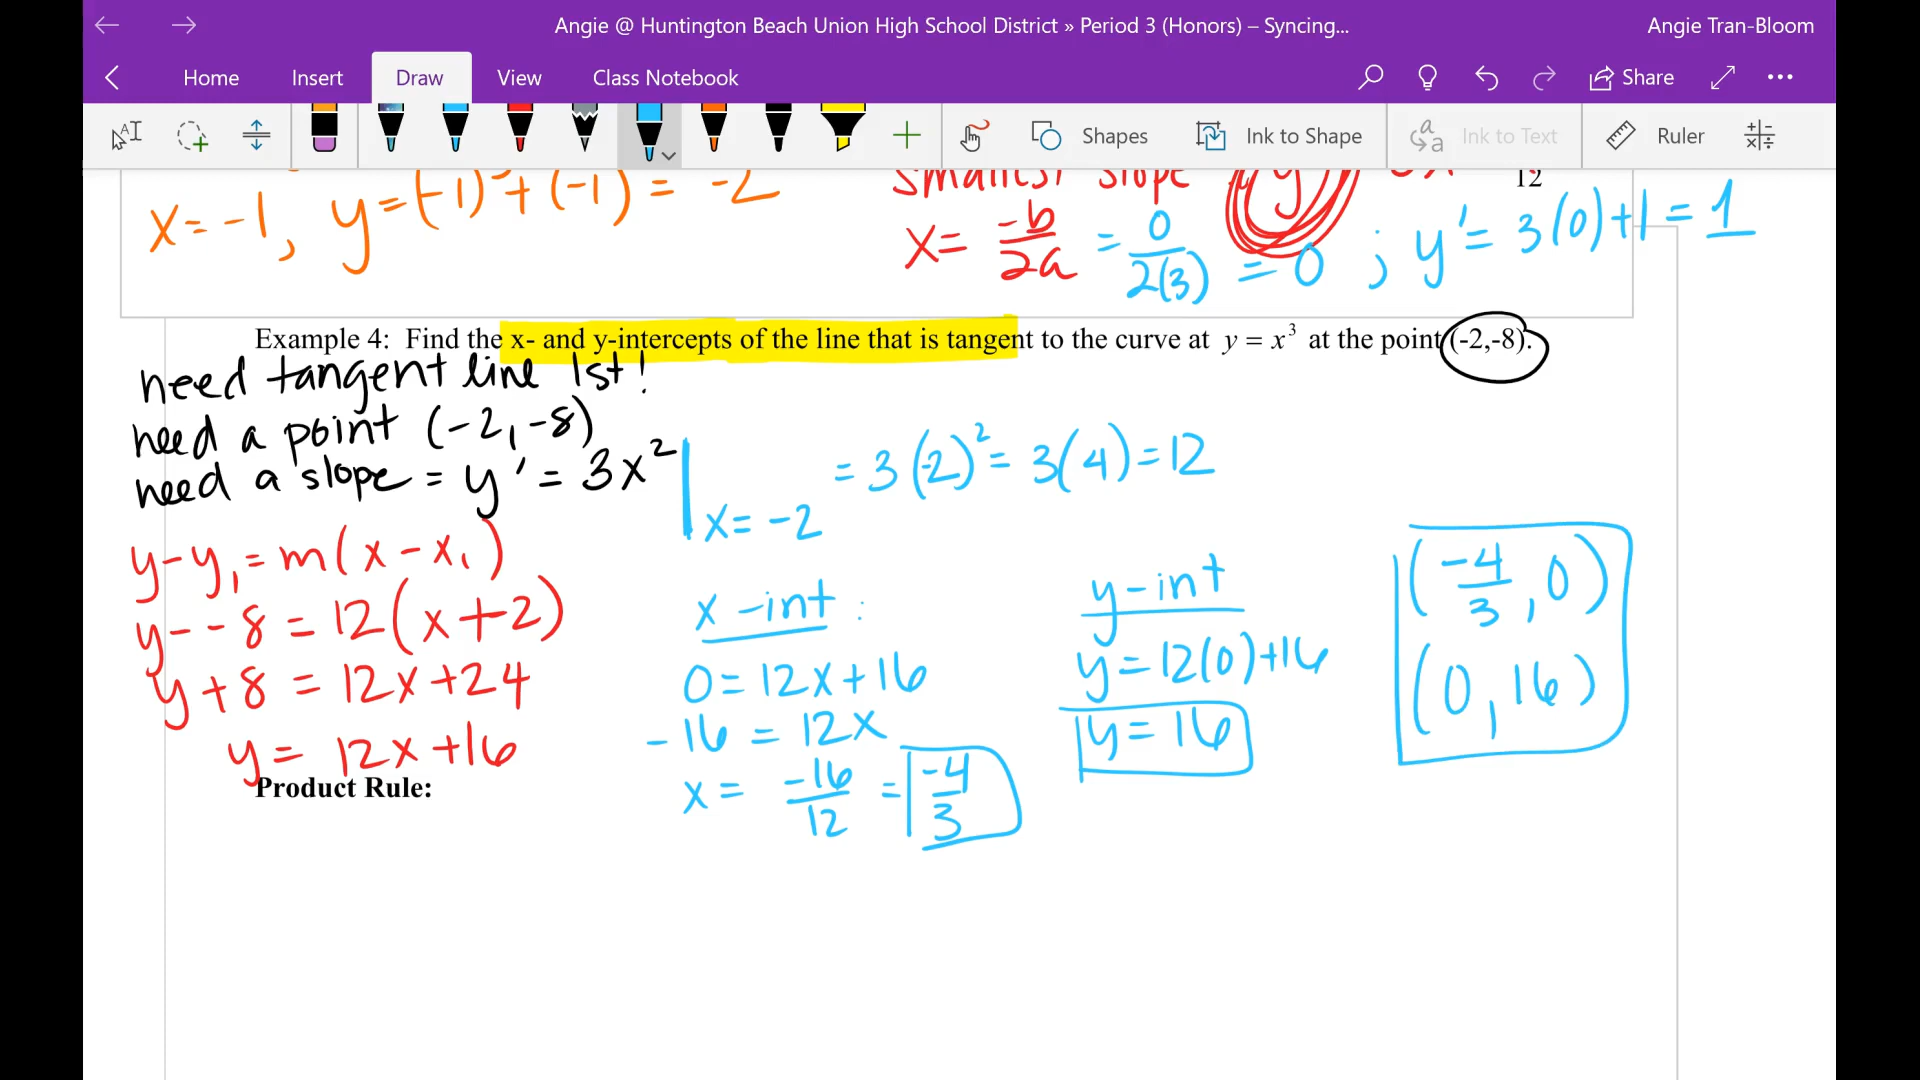 Angie @ Huntington Beach Union High School District » Period 3 (Honors) – Syncing...
Angie Tran-Bloom
Home Insert Draw View Class Notebook Share
Shapes Ink to Shape Ink to Text Ruler
x = -1, y = (-1)³ + (-1) = -2
smallest slope
12
x = -b/2a = 0/2(3) = 0 ; y' = 3(0)+1 = 1
Example 4: Find the x- and y-intercepts of the line that is tangent to the curve at y = x³ at the point (-2,-8).
need tangent line 1st!
need a point (-2, -8)
need a slope = y' = 3x² | x = -2 = 3(-2)² = 3(4) = 12
y - y₁ = m(x - x₁)
y - -8 = 12(x+2)
y + 8 = 12x + 24
y = 12x + 16
x-int:
0 = 12x + 16
-16 = 12x
x = -16/12 = -4/3
y-int
y = 12(0)+16
y = 16
(-4/3, 0)
(0, 16)
Product Rule: